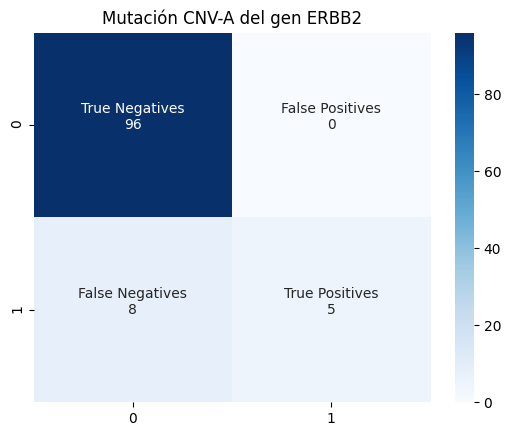 Mutación CNV-A del gen ERBB2
True Negatives
96
False Positives
0
False Negatives
8
True Positives
5
0
1
0
1
80
60
40
20
0